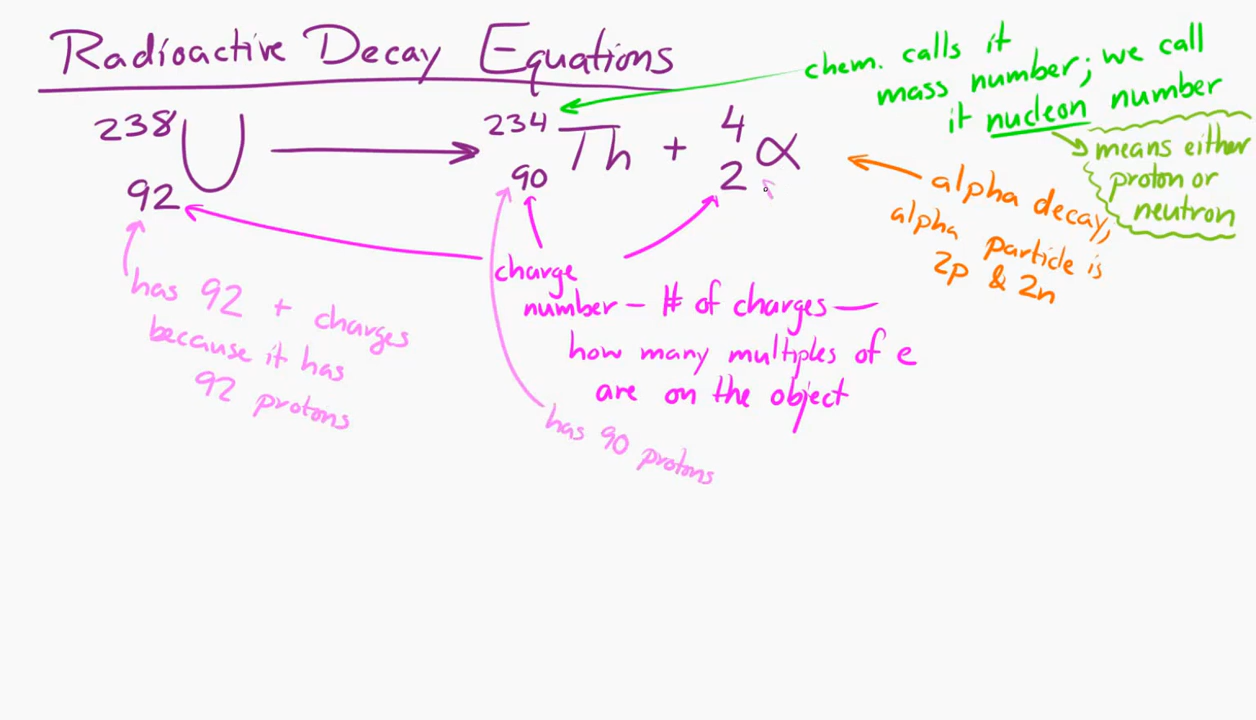 Radioactive Decay Equations
238
92 U → 234
90 Th + 4
2 α
chem. calls it
mass number; we call
it nucleon number
means either
proton or
neutron
alpha decay,
alpha particle is
2p & 2n
charge
number – # of charges —
how many multiples of e
are on the object
has 92 + charges
because it has
92 protons
has 90 protons